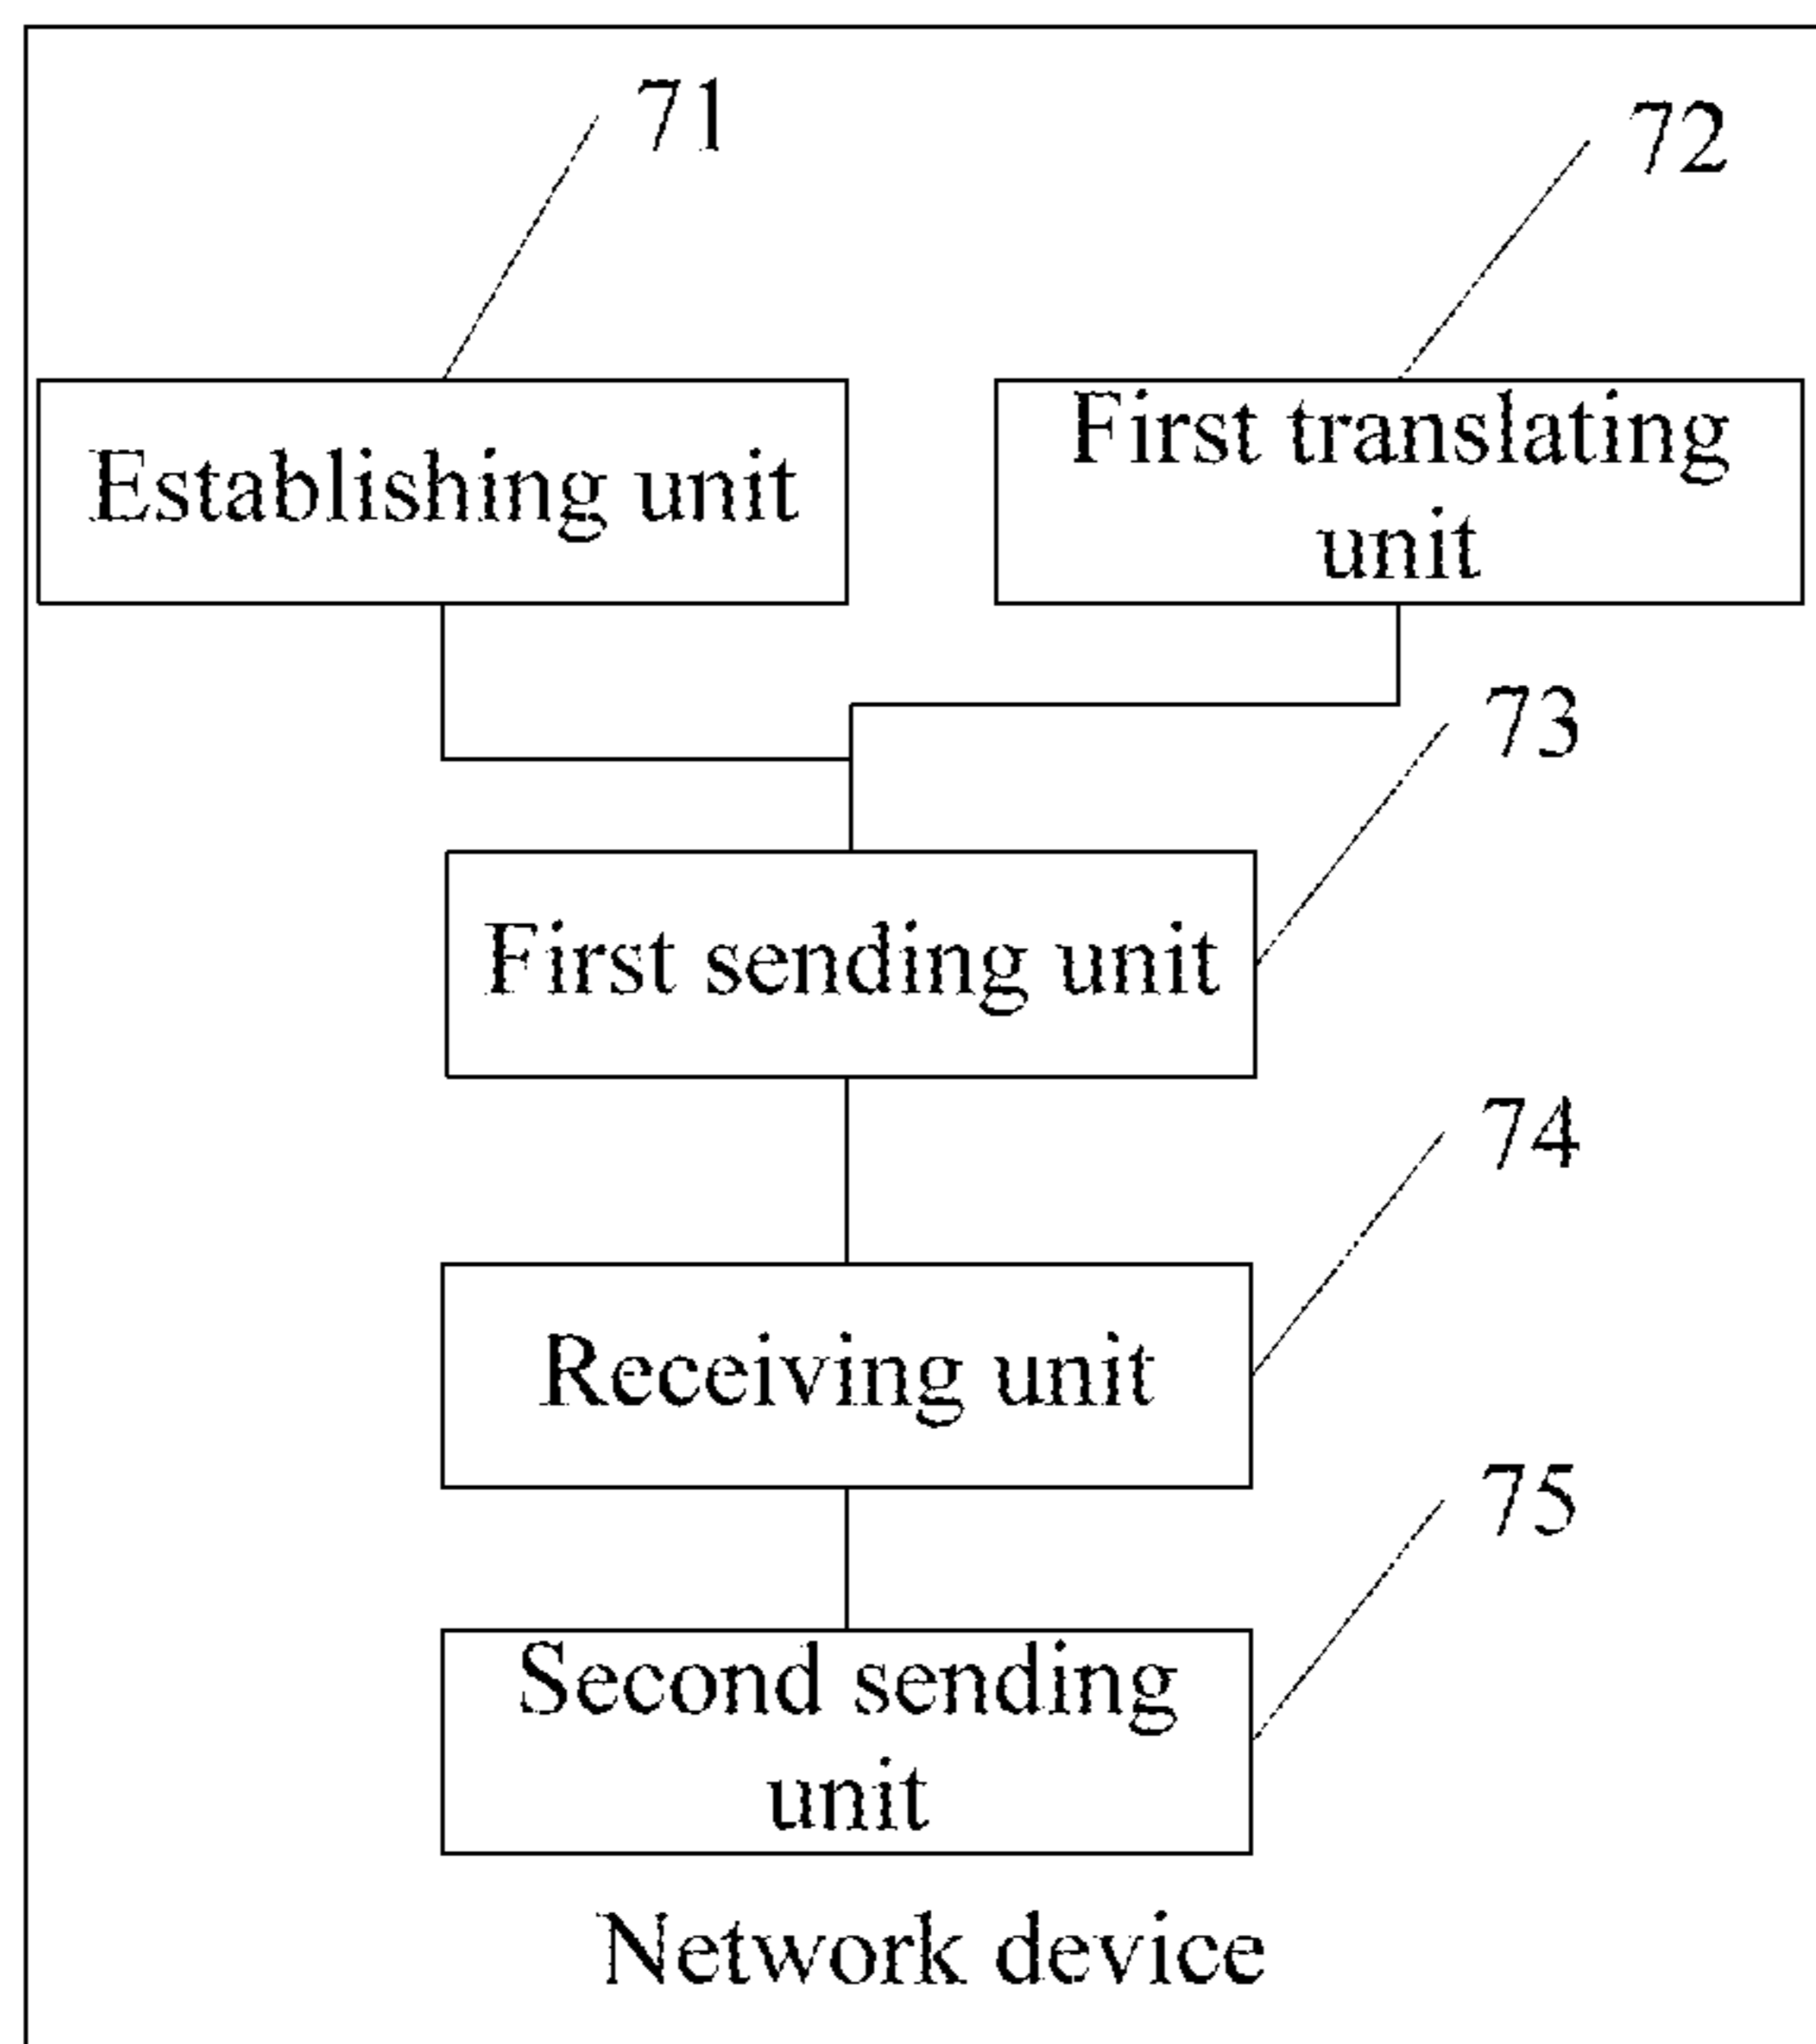 71
72
Establishing unit
First translating
unit
73
First sending unit
74
Receiving unit
75
Second sending
unit
Network device